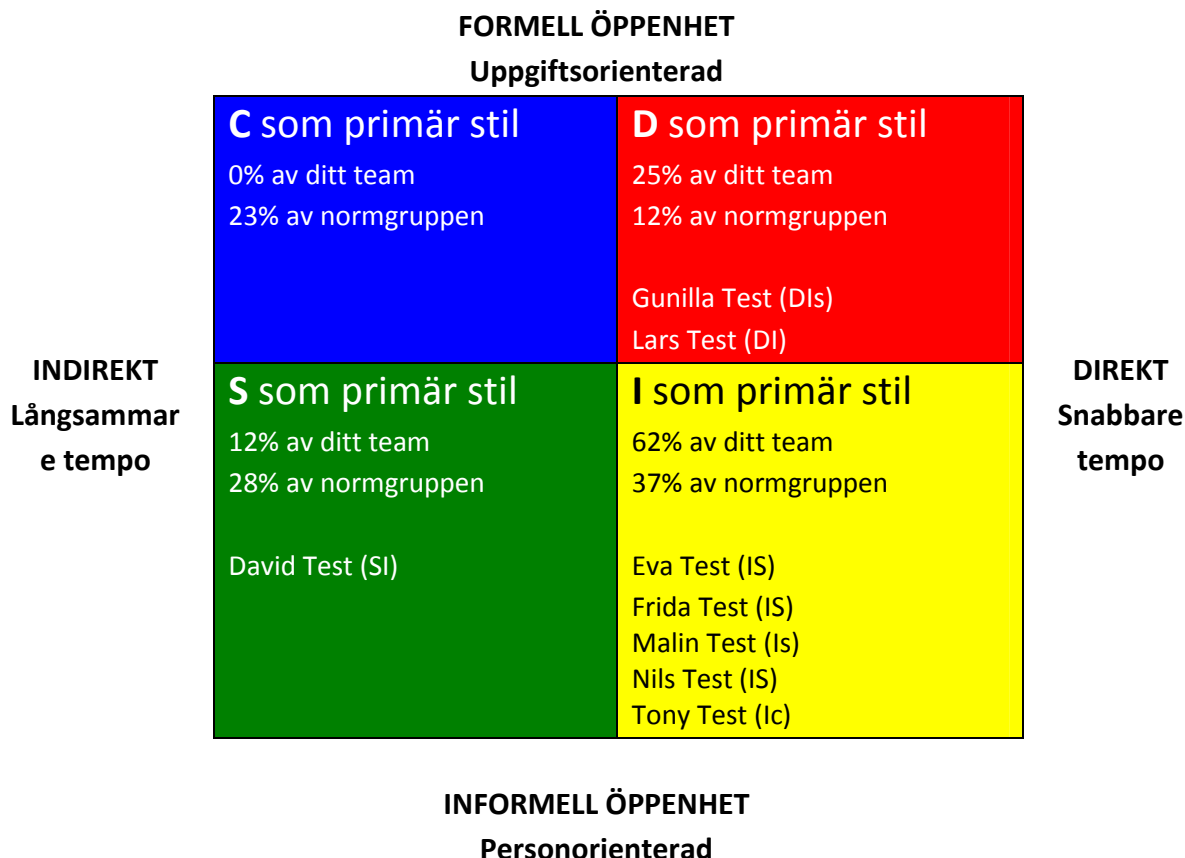 FORMELL ÖPPENHET
Uppgiftsorienterad
C som primär stil
0% av ditt team
23% av normgruppen
D som primär stil
25% av ditt team
12% av normgruppen
Gunilla Test (DIs)
Lars Test (DI)
INDIREKT
Långsammar
e tempo
S som primär stil
12% av ditt team
28% av normgruppen
David Test (SI)
I som primär stil
62% av ditt team
37% av normgruppen
Eva Test (IS)
Frida Test (IS)
Malin Test (Is)
Nils Test (IS)
Tony Test (Ic)
DIREKT
Snabbare
tempo
INFORMELL ÖPPENHET
Personorienterad